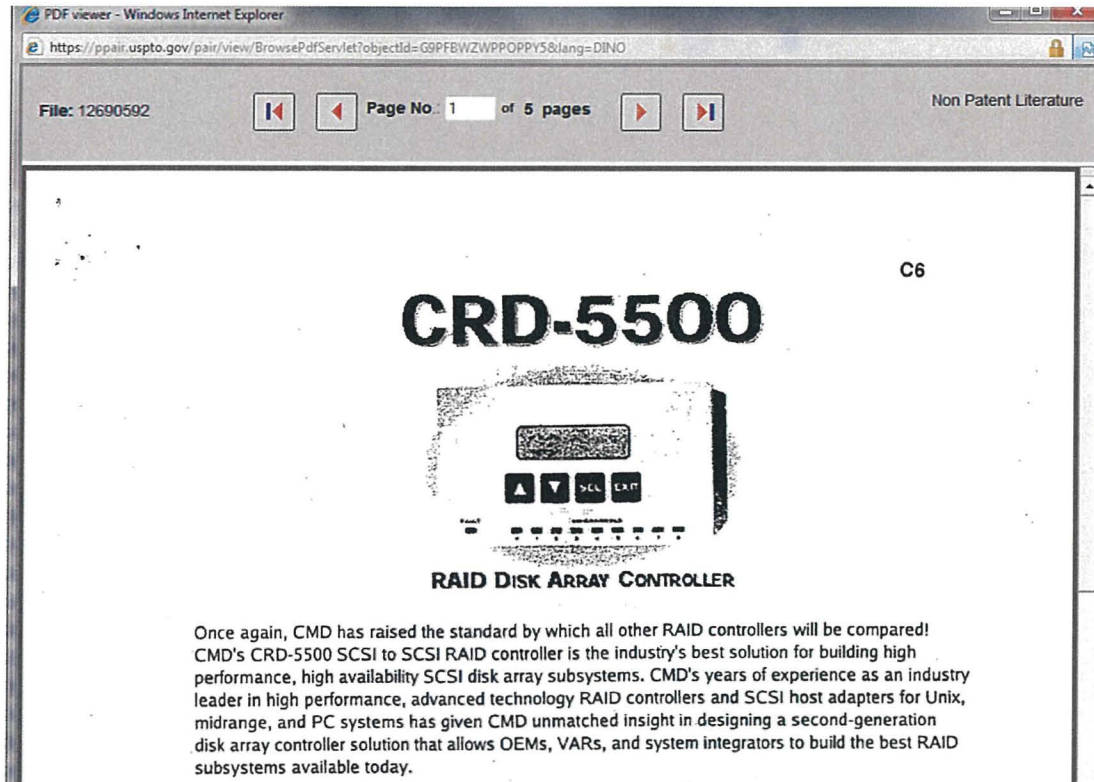 PDF viewer - Windows Internet Explorer
https://ppair.uspto.gov/pair/view/BrowsePdfServlet?objectId=G9PFBWZWPPOPPY5&lang=DINO
File: 12690592
Page No.: 1 of 5 pages
Non Patent Literature
C6
CRD-5500
SEL EXIT
FAULT
RAID DISK ARRAY CONTROLLER
Once again, CMD has raised the standard by which all other RAID controllers will be compared!
CMD's CRD-5500 SCSI to SCSI RAID controller is the industry's best solution for building high
performance, high availability SCSI disk array subsystems. CMD's years of experience as an industry
leader in high performance, advanced technology RAID controllers and SCSI host adapters for Unix,
midrange, and PC systems has given CMD unmatched insight in designing a second-generation
disk array controller solution that allows OEMs, VARs, and system integrators to build the best RAID
subsystems available today.